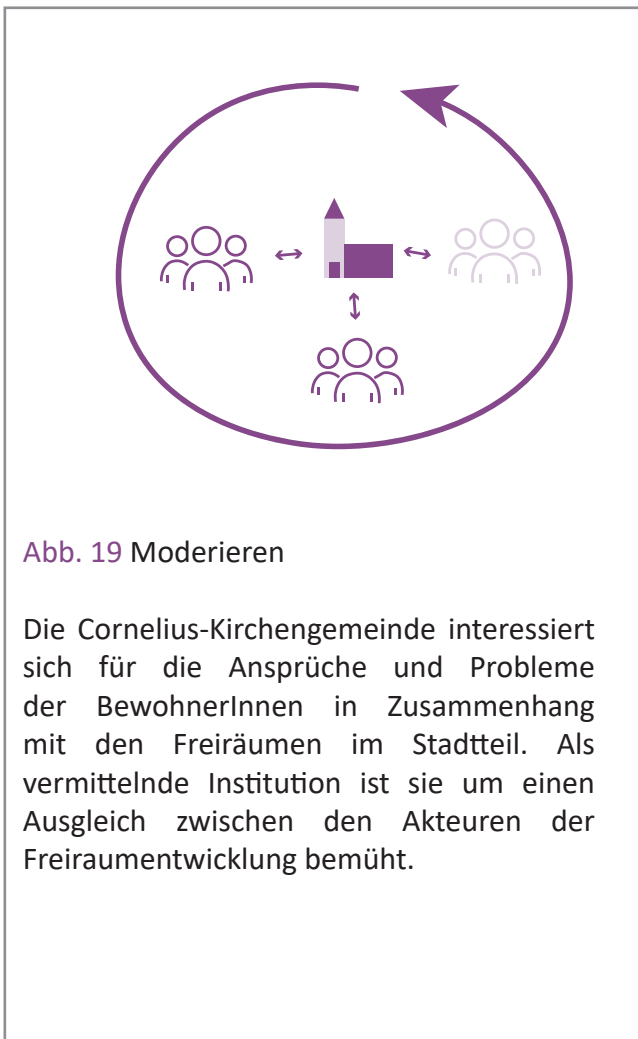 Abb. 19 Moderieren
Die Cornelius-Kirchengemeinde interessiert
sich für die Ansprüche und Probleme
der BewohnerInnen in Zusammenhang
mit den Freiräumen im Stadtteil. Als
vermittelnde Institution ist sie um einen
Ausgleich zwischen den Akteuren der
Freiraumentwicklung bemüht.